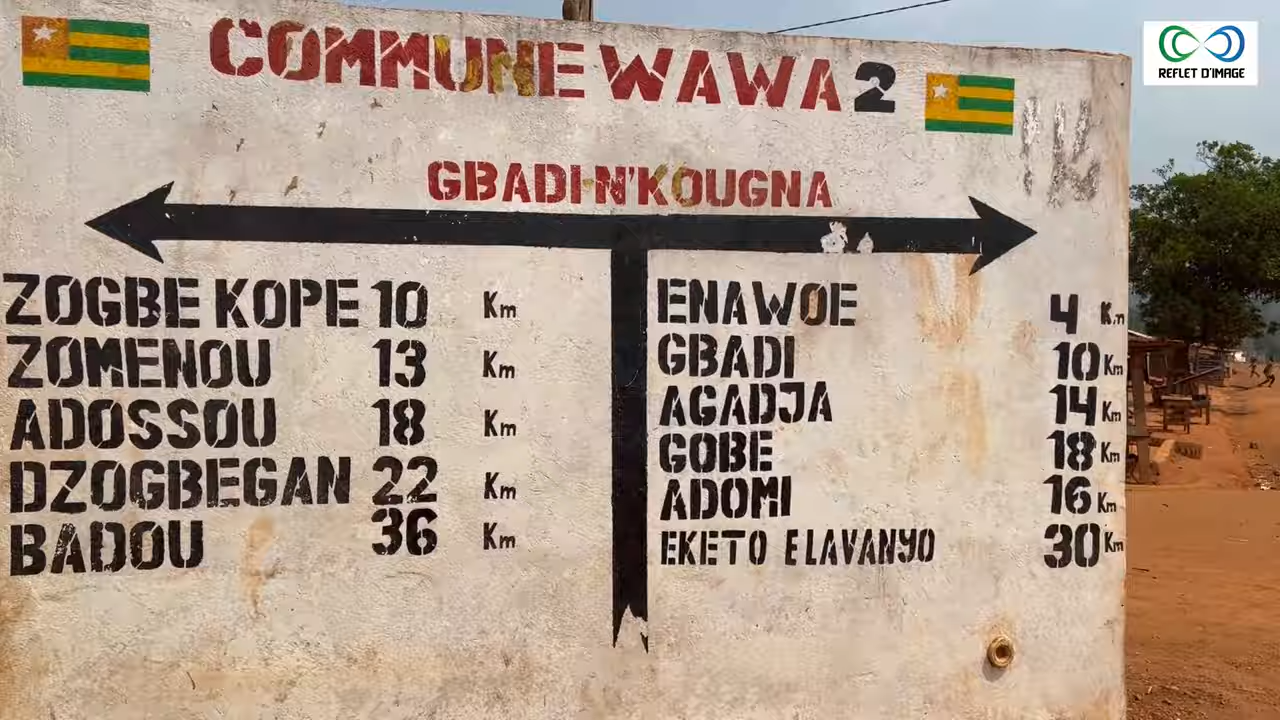 COMMUNE WAWA 2
REFLET D'IMAGE
GBADI-N'KOUGNA
ZOGBE KOPE 10 Km
ZOMENOU 13 Km
ADOSSOU 18 Km
DZOGBEGAN 22 Km
BADOU 36 Km
ENAWOE 4 Km
GBADI 10 Km
AGADJA 14 Km
GOBE 18 Km
ADOMI 16 Km
EKETO ELAVANYO 30 Km